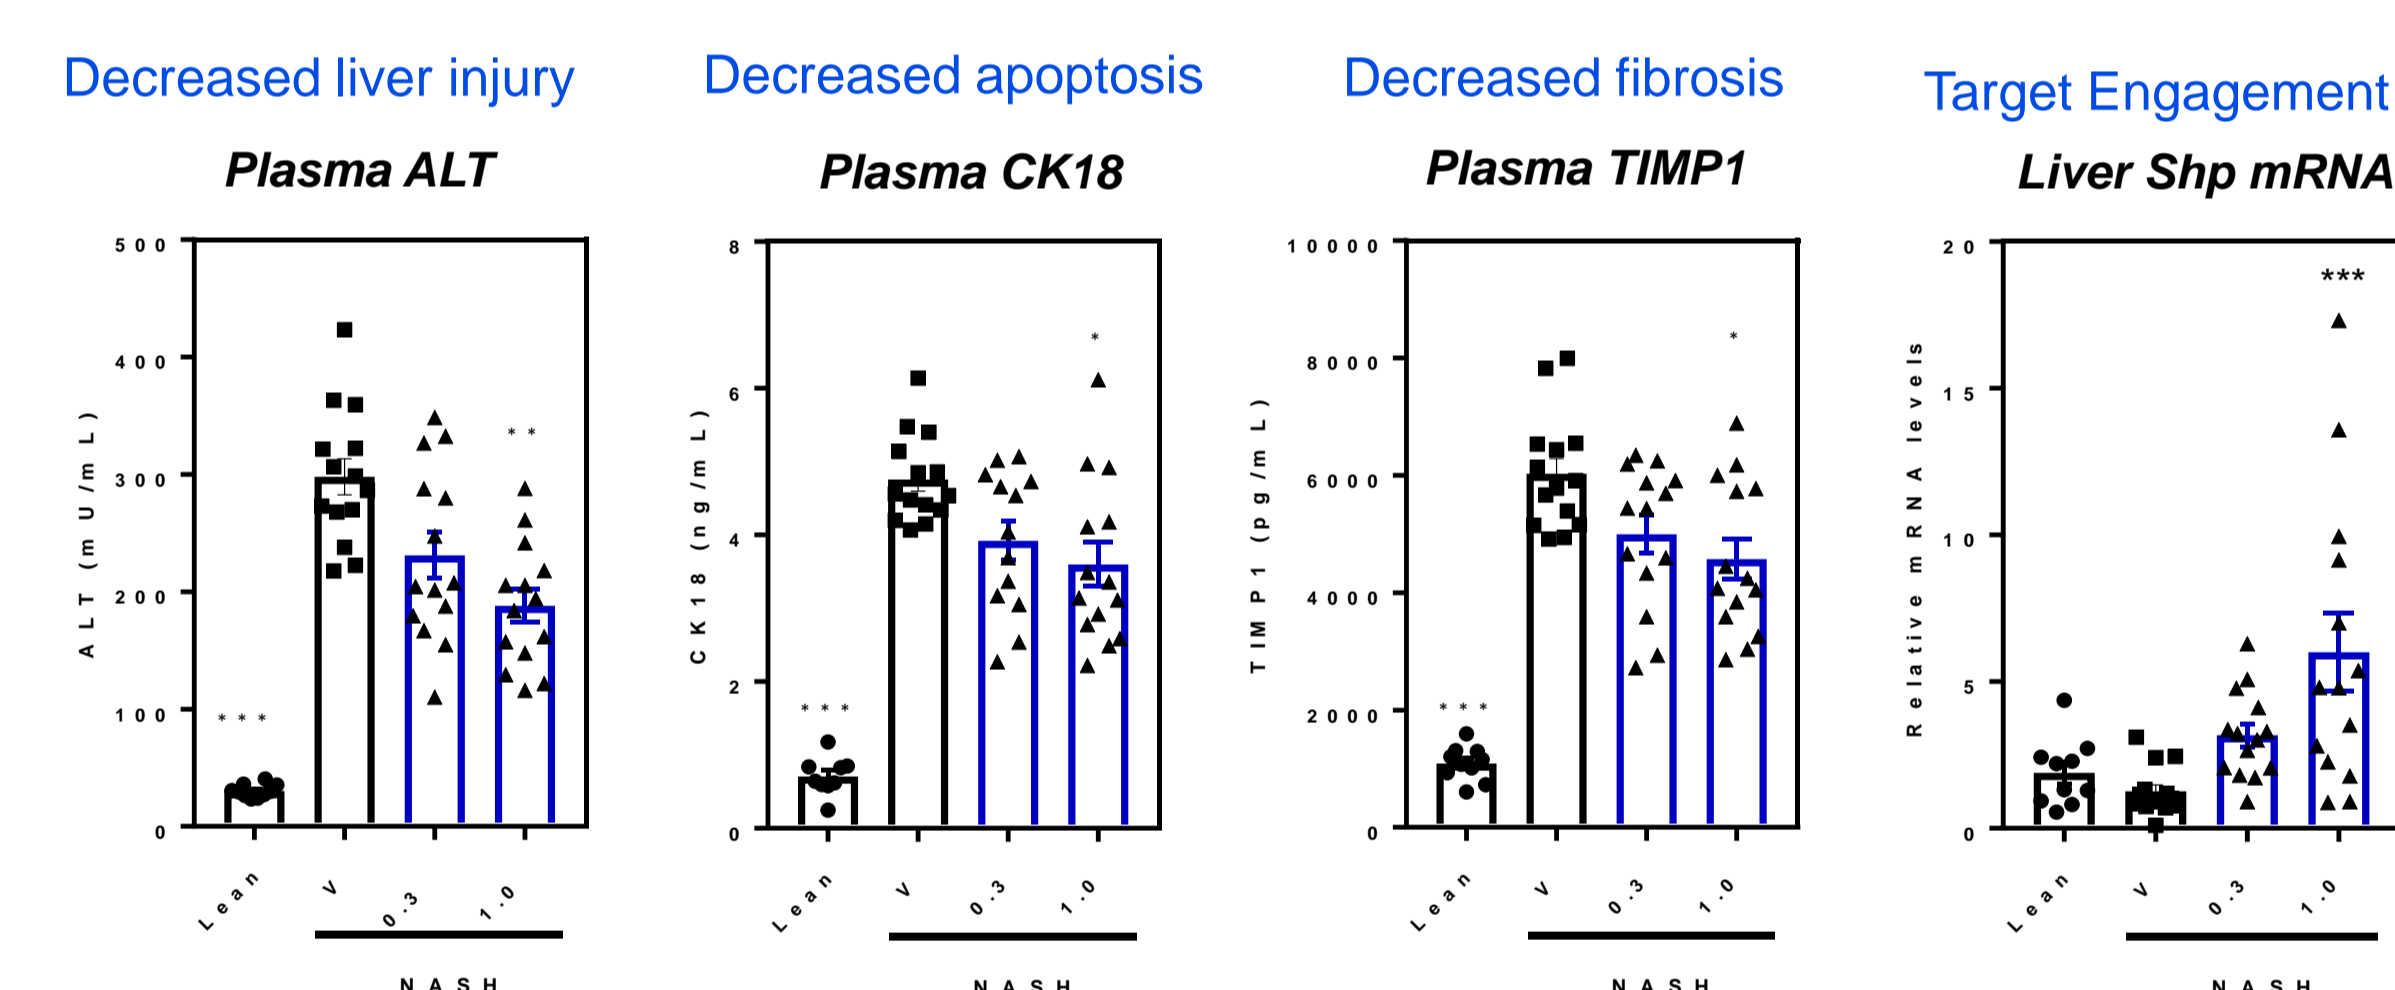 Decreased liver injury
Plasma ALT
ALT (mU/mL)
500
400
300
200
100
0
**
***
Lean
V
0.3
1.0
NASH
Decreased apoptosis
Plasma CK18
CK18 (ng/mL)
8
6
4
2
0
*
***
Lean
V
0.3
1.0
NASH
Decreased fibrosis
Plasma TIMP1
TIMP1 (pg/mL)
10000
8000
6000
4000
2000
0
*
***
Lean
V
0.3
1.0
NASH
Target Engagement
Liver Shp mRNA
Relative mRNA levels
20
15
10
5
0
***
Lean
V
0.3
1.0
NASH